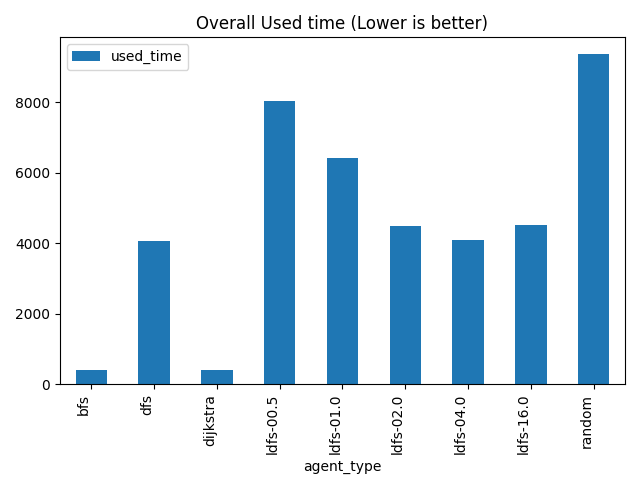 Overall Used time (Lower is better)
used_time
8000
6000
4000
2000
0
bfs
dfs
dijkstra
ldfs-00.5
ldfs-01.0
ldfs-02.0
ldfs-04.0
ldfs-16.0
random
agent_type